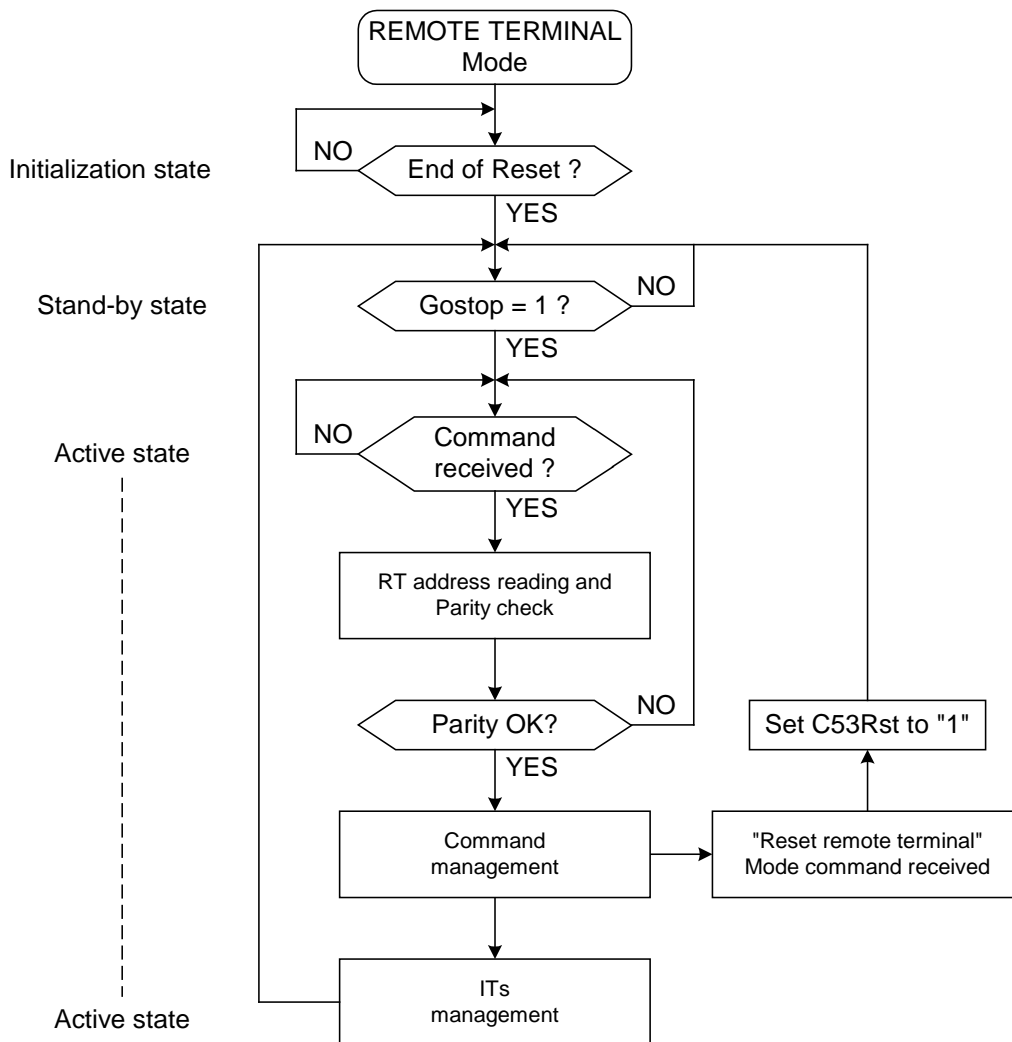 REMOTE TERMINAL
Mode
NO
Initialization state
End of Reset ?
YES
Stand-by state
Gostop = 1 ?
NO
YES
Active state
NO
Command
received ?
YES
RT address reading and
Parity check
Parity OK?
NO
YES
Set C53Rst to "1"
Command
management
"Reset remote terminal"
Mode command received
ITs
management
Active state